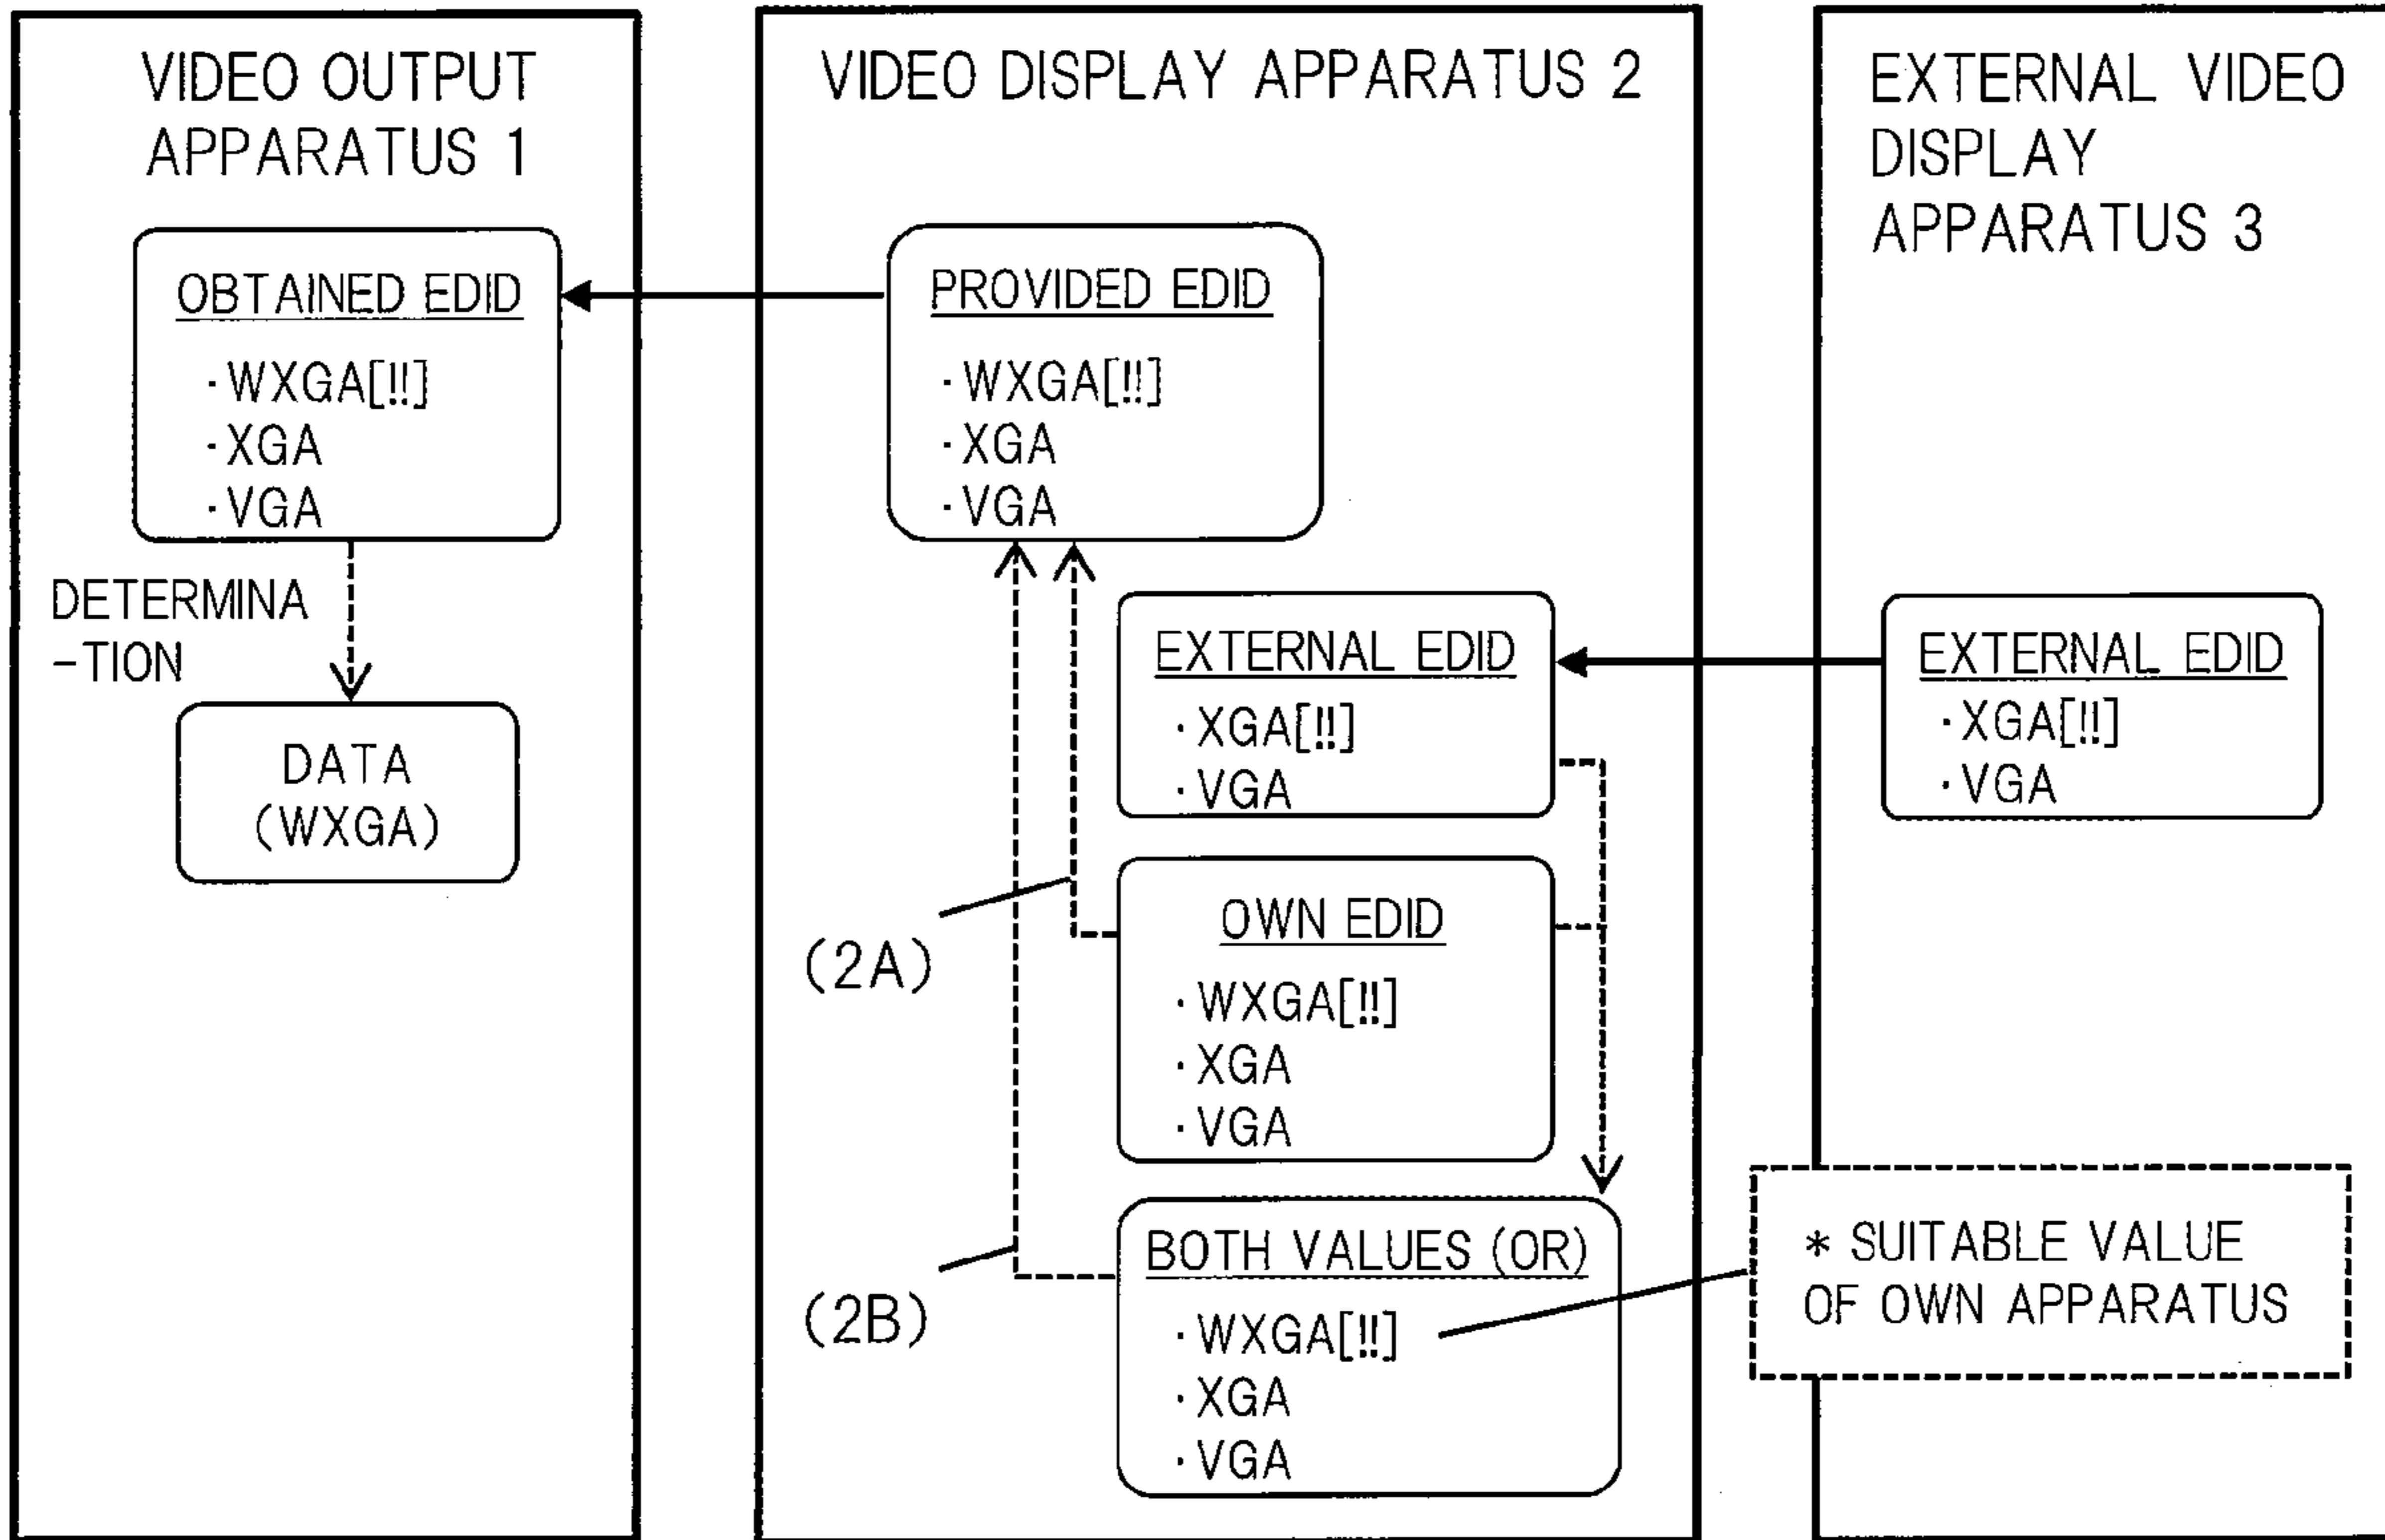 VIDEO OUTPUT
APPARATUS 1
OBTAINED EDID
·WXGA[!!]
·XGA
·VGA
DETERMINA
-TION
DATA
(WXGA)
VIDEO DISPLAY APPARATUS 2
PROVIDED EDID
·WXGA[!!]
·XGA
·VGA
EXTERNAL EDID
·XGA[!!]
·VGA
(2A)
OWN EDID
·WXGA[!!]
·XGA
·VGA
(2B)
BOTH VALUES (OR)
·WXGA[!!]
·XGA
·VGA
EXTERNAL VIDEO
DISPLAY
APPARATUS 3
EXTERNAL EDID
·XGA[!!]
·VGA
* SUITABLE VALUE
OF OWN APPARATUS